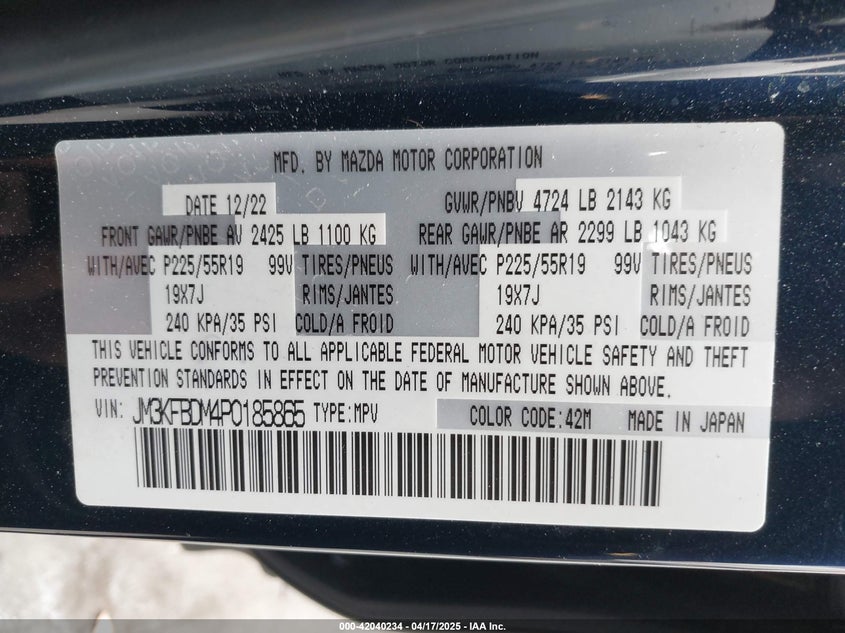 MFD. BY MAZDA MOTOR CORPORATION
DATE 12/22 GVWR/PNBV 4724 LB 2143 KG
FRONT GAWR/PNBE AV 2425 LB 1100 KG REAR GAWR/PNBE AR 2299 LB 1043 KG
WITH/AVEC P225/55R19 99V TIRES/PNEUS WITH/AVEC P225/55R19 99V TIRES/PNEUS
19X7J RIMS/JANTES 19X7J RIMS/JANTES
240 KPA/35 PSI COLD/A FROID 240 KPA/35 PSI COLD/A FROID
THIS VEHICLE CONFORMS TO ALL APPLICABLE FEDERAL MOTOR VEHICLE SAFETY AND THEFT
PREVENTION STANDARDS IN EFFECT ON THE DATE OF MANUFACTURE SHOWN ABOVE.
VIN: JM3KFBDM4P0185865 TYPE:MPV COLOR CODE:42M MADE IN JAPAN
000-42040234 - 04/17/2025 - IAA Inc.